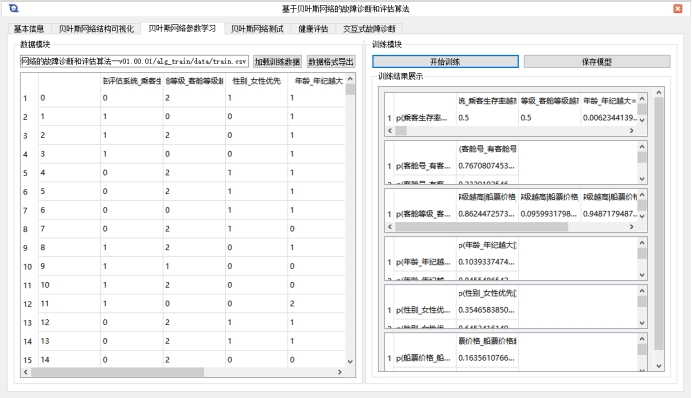 基于贝叶斯网络的故障诊断和评估算法
基本信息 贝叶斯网络结构可视化 贝叶斯网络参数学习 贝叶斯网络测试 健康评估 交互式故障诊断
数据模块
网络的故障诊断和评估算法—v01.00.01/alg_train/data/train.csv 加载训练数据 数据格式导出
评估系统_乘客生 等级_客舱等级越 性别_女性优先 年龄_年纪越大
1 0 0 2 1 1
2 1 1 0 0 1
3 2 1 2 0 1
4 3 1 0 0 1
5 4 0 2 1 1
6 5 0 2 1 1
7 6 0 0 1 1
8 7 0 2 1 0
9 8 1 2 0 1
10 9 1 1 0 0
11 10 1 2 0 0
12 11 1 0 0 2
13 12 0 2 1 1
14 13 0 2 1 1
15 14 0 2 0 0
训练模块
开始训练 保存模型
训练结果展示
流_乘客生存率越 等级_客舱等级越 年龄_年纪越大=
1 p(乘客生存率... 0.5 0.5 0.0062344139...
(客舱号_有客舱号
1 p(客舱号_有客... 0.7670807453...
等级越高|船票价格 等级越高|船票价格 等级越高|船票价格
1 p(客舱等级_客... 0.8624472573... 0.0959931798... 0.9487179487...
p(年龄_年纪越大|
1 p(年龄_年纪越... 0.1039337474...
p(性别_女性优先|
1 p(性别_女性优... 0.3546583850...
票价格_船票价格越
1 p(船票价格_船... 0.1635610766...